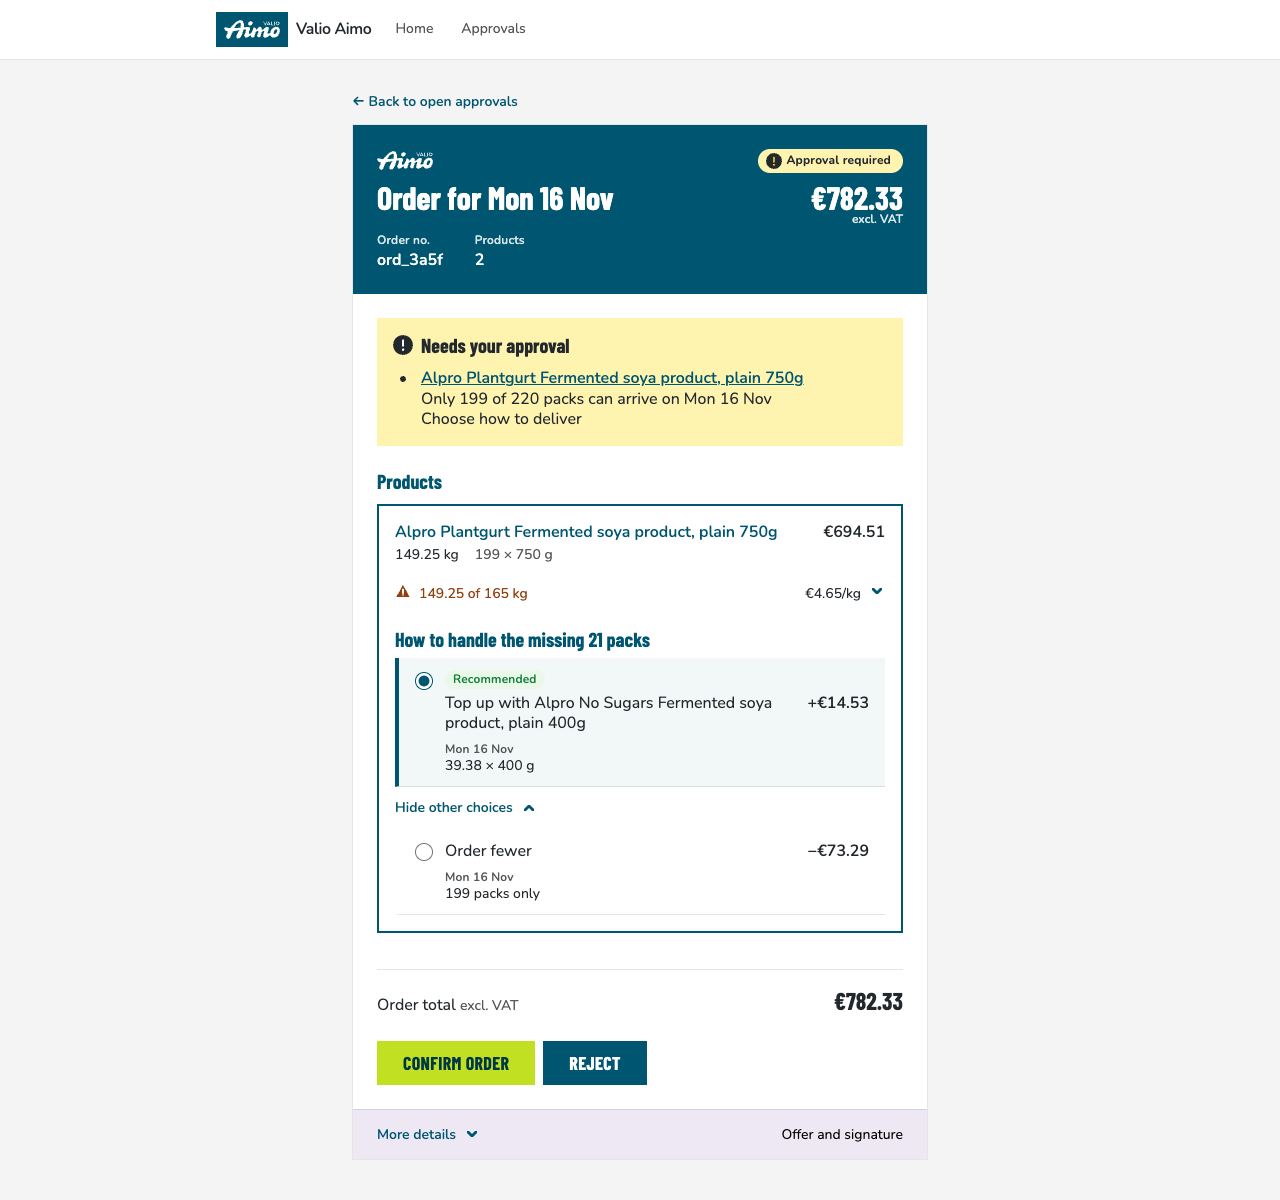 Aimo VALIO Valio Aimo Home Approvals
← Back to open approvals
Aimo VALIO
Approval required
Order for Mon 16 Nov
€782.33
excl. VAT
Order no. Products
ord_3a5f 2
Needs your approval
• Alpro Plantgurt Fermented soya product, plain 750g
Only 199 of 220 packs can arrive on Mon 16 Nov
Choose how to deliver
Products
Alpro Plantgurt Fermented soya product, plain 750g €694.51
149.25 kg 199 × 750 g
149.25 of 165 kg €4.65/kg
How to handle the missing 21 packs
Recommended
Top up with Alpro No Sugars Fermented soya +€14.53
product, plain 400g
Mon 16 Nov
39.38 × 400 g
Hide other choices
Order fewer −€73.29
Mon 16 Nov
199 packs only
Order total excl. VAT €782.33
CONFIRM ORDER REJECT
More details Offer and signature